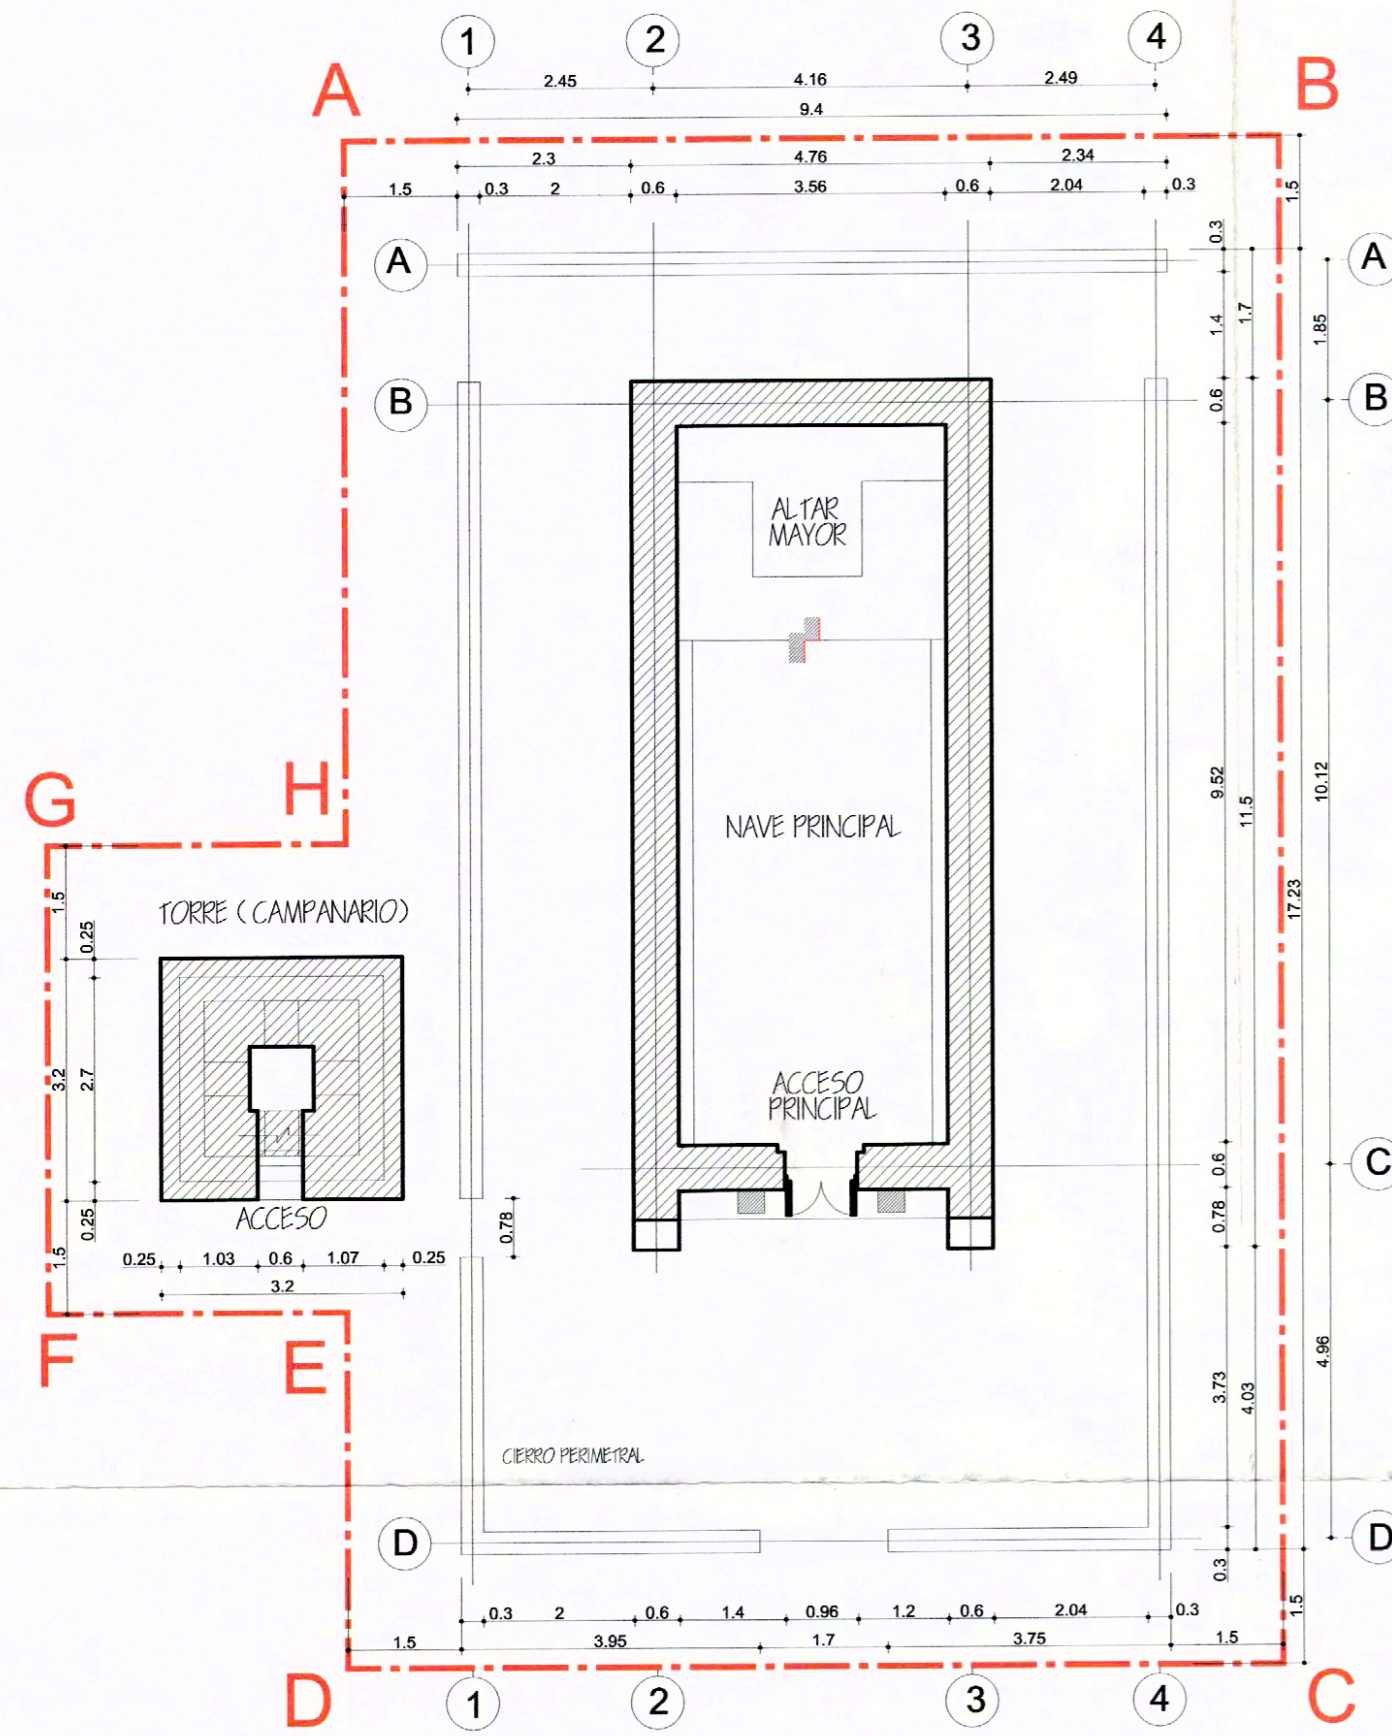 1 2 3 4
2.45 4.16 2.49
9.4
A B
2.3 4.76 2.34
1.5 0.3 2 0.6 3.56 0.6 2.04 0.3
1.5
0.3
A A
1.4 1.7 1.85
B B
0.6
ALTAR
MAYOR
9.52 11.5 17.23 10.12
G H
NAVE PRINCIPAL
1.5
0.25
TORRE (CAMPANARIO)
3.2 2.7
ACCESO
PRINCIPAL
0.6
C
0.25
1.5
ACCESO
0.78
0.78
0.25 1.03 0.6 1.07 0.25
3.2
F E
3.73 4.03 4.96
CIERRO PERIMETRAL
D D
0.3
1.5
0.3 2 0.6 1.4 0.96 1.2 0.6 2.04 0.3
1.5 3.95 1.7 3.75 1.5
D C
1 2 3 4